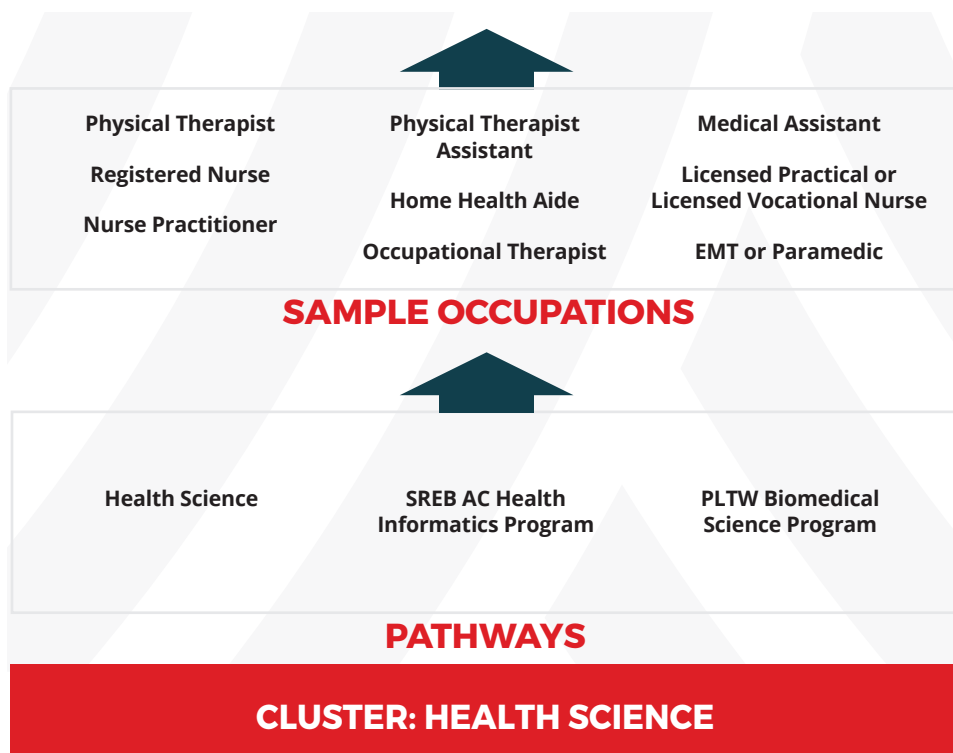 Physical Therapist
Registered Nurse
Nurse Practitioner
Physical Therapist
Assistant
Home Health Aide
Occupational Therapist
Medical Assistant
Licensed Practical or
Licensed Vocational Nurse
EMT or Paramedic
SAMPLE OCCUPATIONS
Health Science
SREB AC Health
Informatics Program
PLTW Biomedical
Science Program
PATHWAYS
CLUSTER: HEALTH SCIENCE